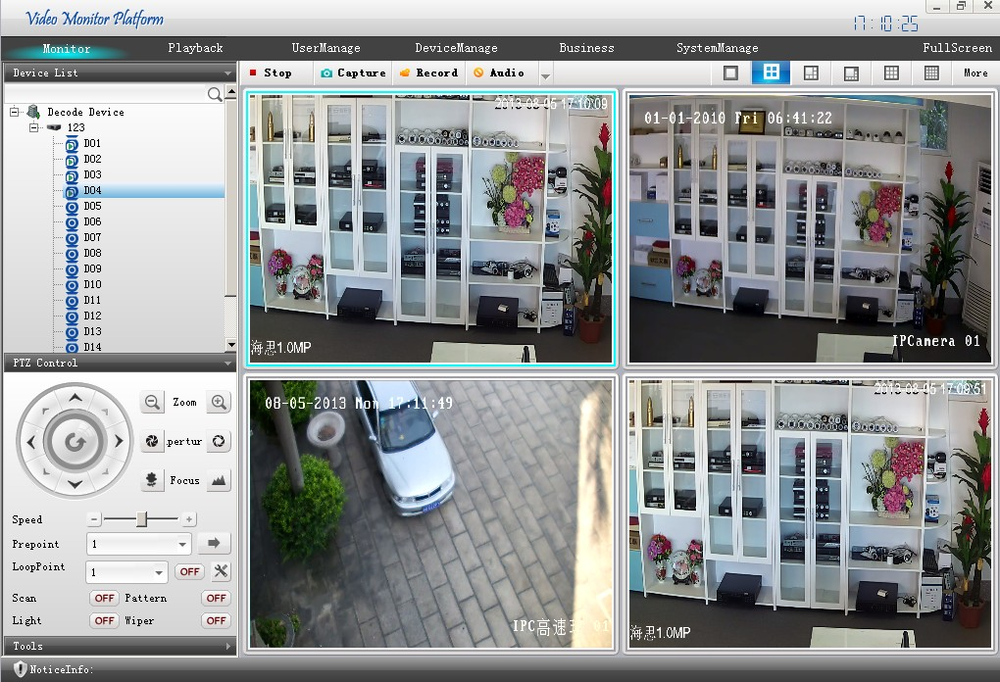 Video Monitor Platform
17:10:25
Monitor Playback UserManage DeviceManage Business SystemManage FullScreen
Device List
Stop Capture Record Audio More
Decode Device
123
D01
D02
D03
D04
D05
D06
D07
D08
D09
D10
D11
D12
D13
D14
2013-08-05 17:10:09
海思1.0MP
01-01-2010 Fri 06:41:22
IPCamera 01
08-05-2013 Mon 17:11:49
IPC高速球 01
2013-08-05 17:08:51
海思1.0MP
PTZ Control
Zoom
pertur
Focus
Speed
Prepoint 1
LoopPoint 1 OFF
Scan OFF Pattern OFF
Light OFF Wiper OFF
Tools
NoticeInfo: